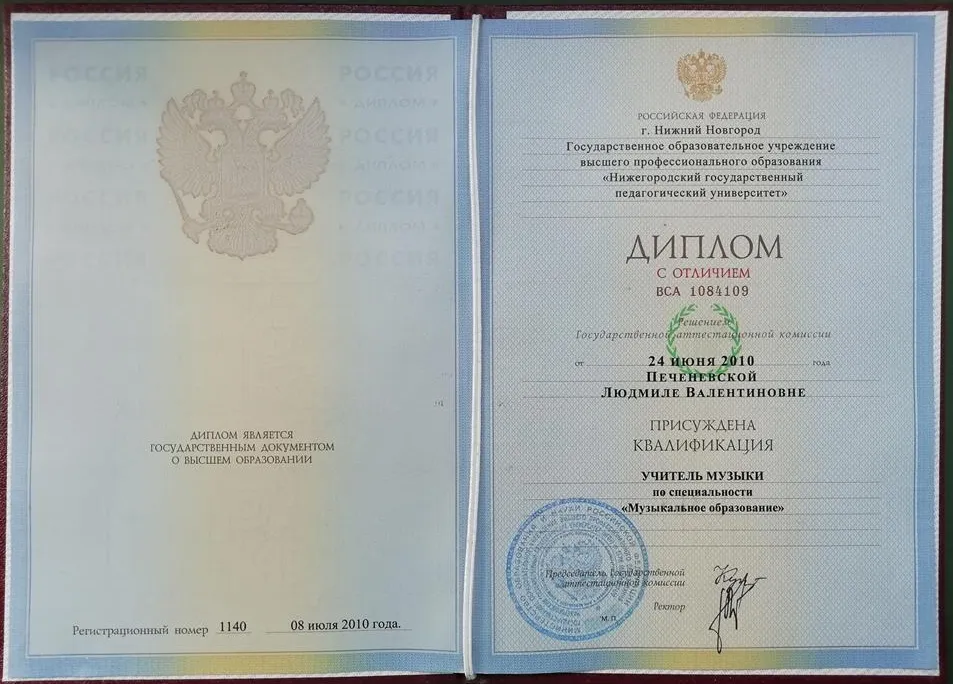 РОССИЯ
РОССИЯ
РОССИЯ
РОССИЯ
РОССИЯ
РОССИЯ
ДИПЛОМ ЯВЛЯЕТСЯ
ГОСУДАРСТВЕННЫМ ДОКУМЕНТОМ
О ВЫСШЕМ ОБРАЗОВАНИИ
Регистрационный номер 1140 08 июля 2010 года.
РОССИЙСКАЯ ФЕДЕРАЦИЯ
г. Нижний Новгород
Государственное образовательное учреждение
высшего профессионального образования
«Нижегородский государственный
педагогический университет»
ДИПЛОМ
С ОТЛИЧИЕМ
ВСА 1084109
Решением
Государственной аттестационной комиссии
от 24 ИЮНЯ 2010 года
ПЕЧЕНЕВСКОЙ
ЛЮДМИЛЕ ВАЛЕНТИНОВНЕ
ПРИСУЖДЕНА
КВАЛИФИКАЦИЯ
УЧИТЕЛЬ МУЗЫКИ
по специальности
«Музыкальное образование»
Председатель Государственной
аттестационной комиссии
Ректор
М.П.